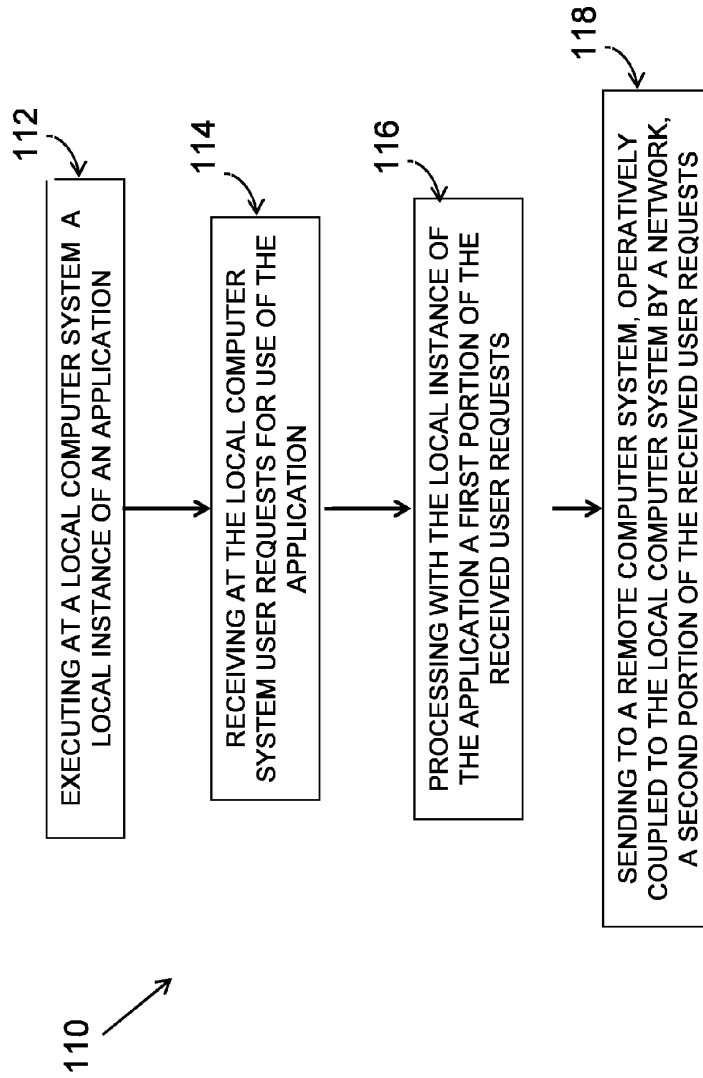 110
112
EXECUTING AT A LOCAL COMPUTER SYSTEM A
LOCAL INSTANCE OF AN APPLICATION
114
RECEIVING AT THE LOCAL COMPUTER
SYSTEM USER REQUESTS FOR USE OF THE
APPLICATION
116
PROCESSING WITH THE LOCAL INSTANCE OF
THE APPLICATION A FIRST PORTION OF THE
RECEIVED USER REQUESTS
118
SENDING TO A REMOTE COMPUTER SYSTEM, OPERATIVELY
COUPLED TO THE LOCAL COMPUTER SYSTEM BY A NETWORK,
A SECOND PORTION OF THE RECEIVED USER REQUESTS